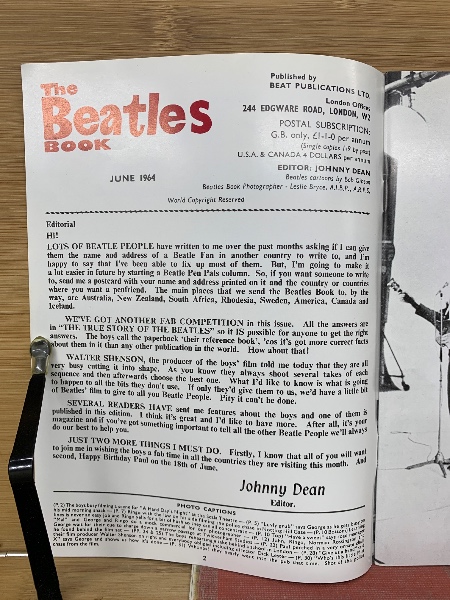 The
Beatles
BOOK
JUNE 1964
Published by
BEAT PUBLICATIONS LTD.
London Offices
244 EDGWARE ROAD, LONDON, W2
POSTAL SUBSCRIPTION:
G.B. only, £1-1-0 per annum
(Single copies 1/9 by post)
U.S.A. & CANADA 4 DOLLARS per annum
EDITOR: JOHNNY DEAN
Beatles cartoons by Bob Gibson
Beatles Book Photographer - Leslie Bryce, A.I.B.P., A.R.P.S.
World Copyright Reserved
Editorial
Hi!
LOTS OF BEATLE PEOPLE have written to me over the past months asking if I can give
them the name and address of a Beatle Fan in another country to write to, and I'm
happy to say that I've been able to fix up most of them. But, I'm going to make it
a lot easier in future by starting a Beatle Pen Pals column. So, if you want someone to write
to, send me a postcard with your name and address printed on it and the country or countries
where you want a penfriend. The main places that we send the Beatles Book to, by the
way, are Australia, New Zealand, South Africa, Rhodesia, Sweden, America, Canada and
Iceland.
WE'VE GOT ANOTHER FAB COMPETITION in this issue. All the answers are
in "THE TRUE STORY OF THE BEATLES" so it IS possible for anyone to get the right
answers. The boys call the paperback, 'their reference book', 'cos it's got more correct facts
about them in it than any other publication in the world. How about that!
WALTER SHENSON, the producer of the boys' film told me today that they are all
very busy cutting it into shape. As you know they always shoot several takes of each
sequence and then afterwards choose the best one. What I'd like to know is what is going
to happen to all the bits they don't use. If only they'd give them to us, we'd have a little bit
of Beatles' film to give to all you Beatle People. Pity it can't be done.
SEVERAL READERS HAVE sent me features about the boys and one of them is
published in this edition. I think it's great and I'd like to have more. After all, it's your
magazine and if you've got something important to tell all the other Beatle People we'll always
do our best to help you.
JUST TWO MORE THINGS I MUST DO. Firstly, I know that all of you will want
to join me in wishing the boys a fab time in all the countries they are visiting this month. And
second, Happy Birthday Paul on the 18th of June.
Johnny Dean
Editor.
PHOTO CAPTIONS
2